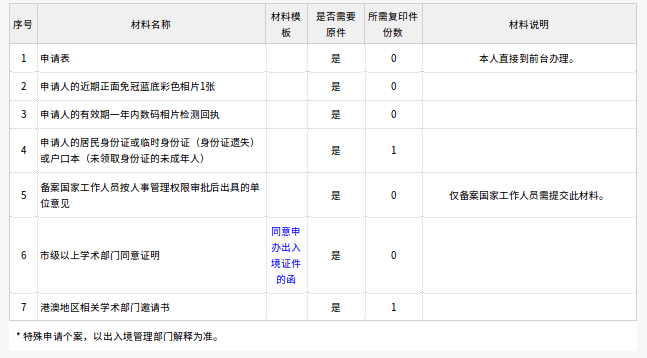 序号 材料名称 材料模板 是否需要原件 所需复印件份数 材料说明
1 申请表 是 0 本人直接到前台办理。
2 申请人的近期正面免冠蓝底彩色相片1张 是 0
3 申请人的有效期一年内数码相片检测回执 是 0
4 申请人的居民身份证或临时身份证（身份证遗失）
或户口本（未领取身份证的未成年人） 是 1
5 备案国家工作人员按人事管理权限审批后出具的单
位意见 是 0 仅备案国家工作人员需提交此材料。
6 市级以上学术部门同意证明 同意申
办出入
境证件
的函 是 0
7 港澳地区相关学术部门邀请书 是 1
* 特殊申请个案，以出入境管理部门解释为准。